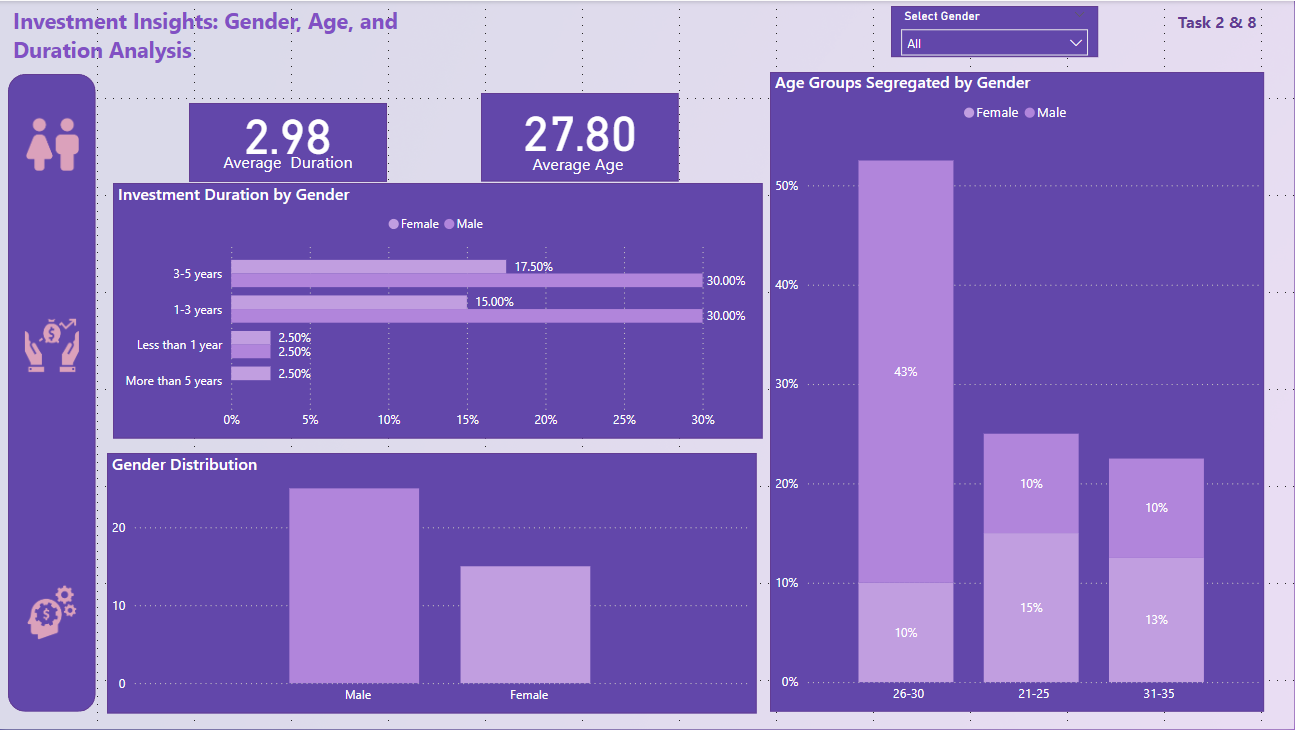 Investment Insights: Gender, Age, and
Duration Analysis
Select Gender
All
Task 2 & 8
2.98
Average Duration
27.80
Average Age
Investment Duration by Gender
Female Male
3-5 years
17.50%
30.00%
1-3 years
15.00%
30.00%
Less than 1 year
2.50%
2.50%
More than 5 years
2.50%
0% 5% 10% 15% 20% 25% 30%
Gender Distribution
20
10
0
Male Female
Age Groups Segregated by Gender
Female Male
50%
40%
30%
20%
10%
0%
43%
10%
10%
15%
10%
13%
26-30 21-25 31-35
$
$